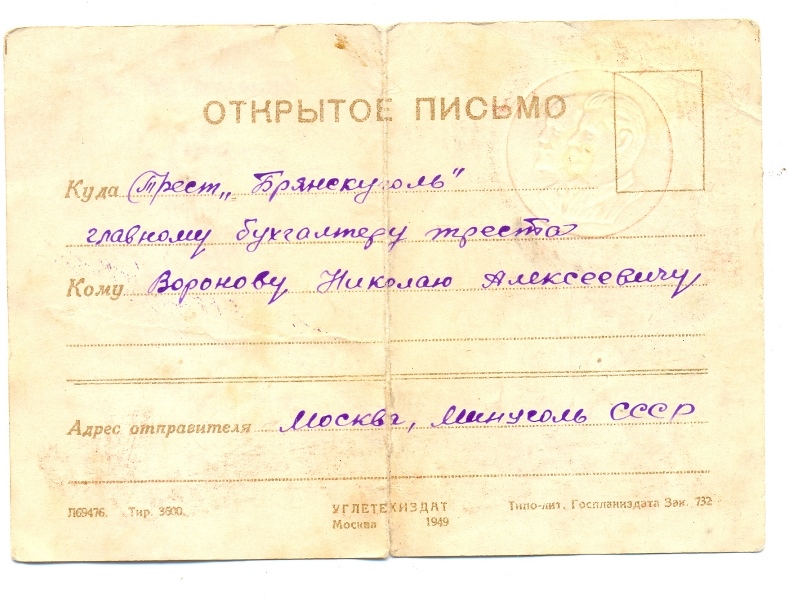 ОТКРЫТОЕ ПИСЬМО
Куда Трест „Брянскуголь"
главному бухгалтеру треста
Кому Воронову Николаю Алексеевичу
Адрес отправителя Москва, Минуголь СССР
Л69476. Тир. 3600. УГЛЕТЕХИЗДАТ Типо-лит. Госпланиздата Зак. 732
Москва 1949